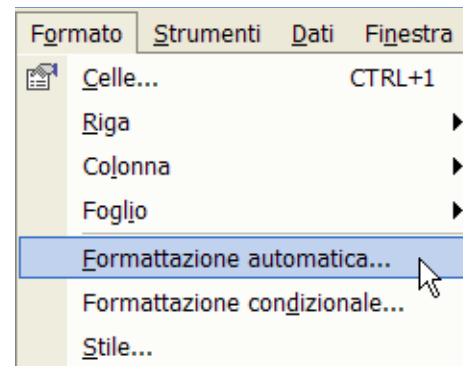 Formato Strumenti Dati Finestra
Celle... CTRL+1
Riga
Colonna
Foglio
Formattazione automatica...
Formattazione condizionale...
Stile...